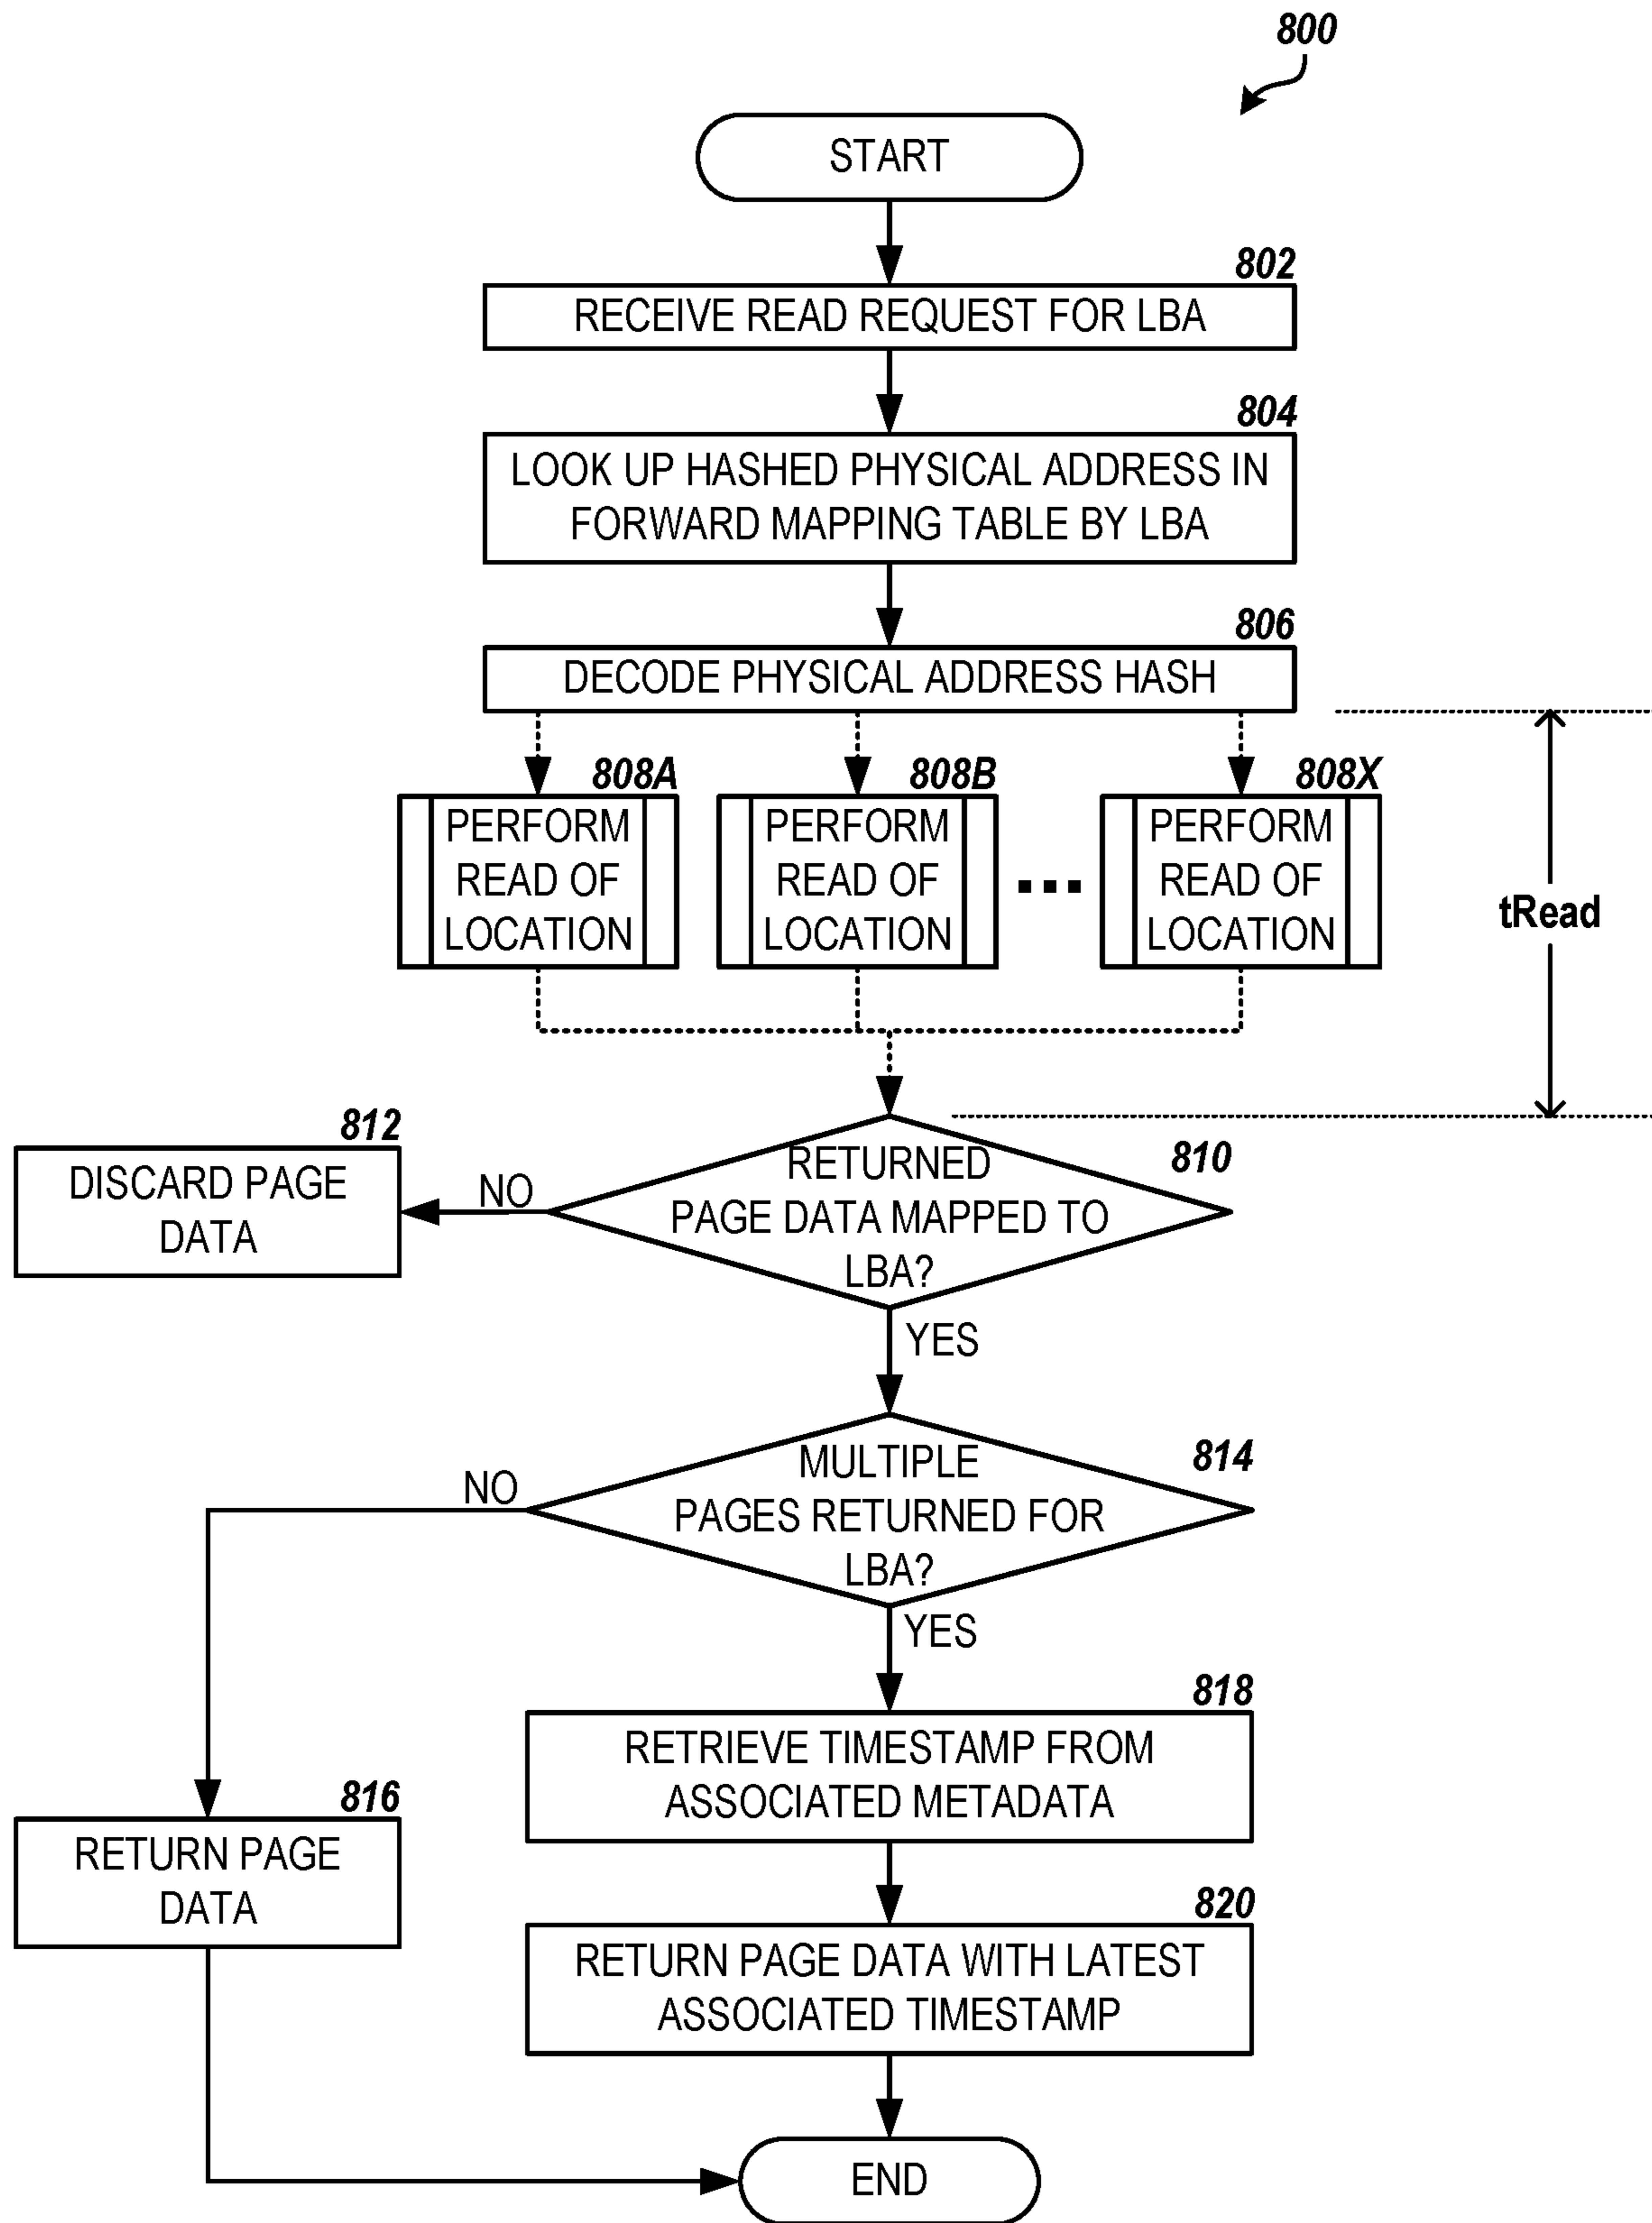 800
START
802
RECEIVE READ REQUEST FOR LBA
804
LOOK UP HASHED PHYSICAL ADDRESS IN
FORWARD MAPPING TABLE BY LBA
806
DECODE PHYSICAL ADDRESS HASH
808A
PERFORM
READ OF
LOCATION
808B
PERFORM
READ OF
LOCATION
808X
PERFORM
READ OF
LOCATION
tRead
810
RETURNED
PAGE DATA MAPPED TO
LBA?
NO
812
DISCARD PAGE
DATA
YES
814
MULTIPLE
PAGES RETURNED FOR
LBA?
NO
816
RETURN PAGE
DATA
YES
818
RETRIEVE TIMESTAMP FROM
ASSOCIATED METADATA
820
RETURN PAGE DATA WITH LATEST
ASSOCIATED TIMESTAMP
END